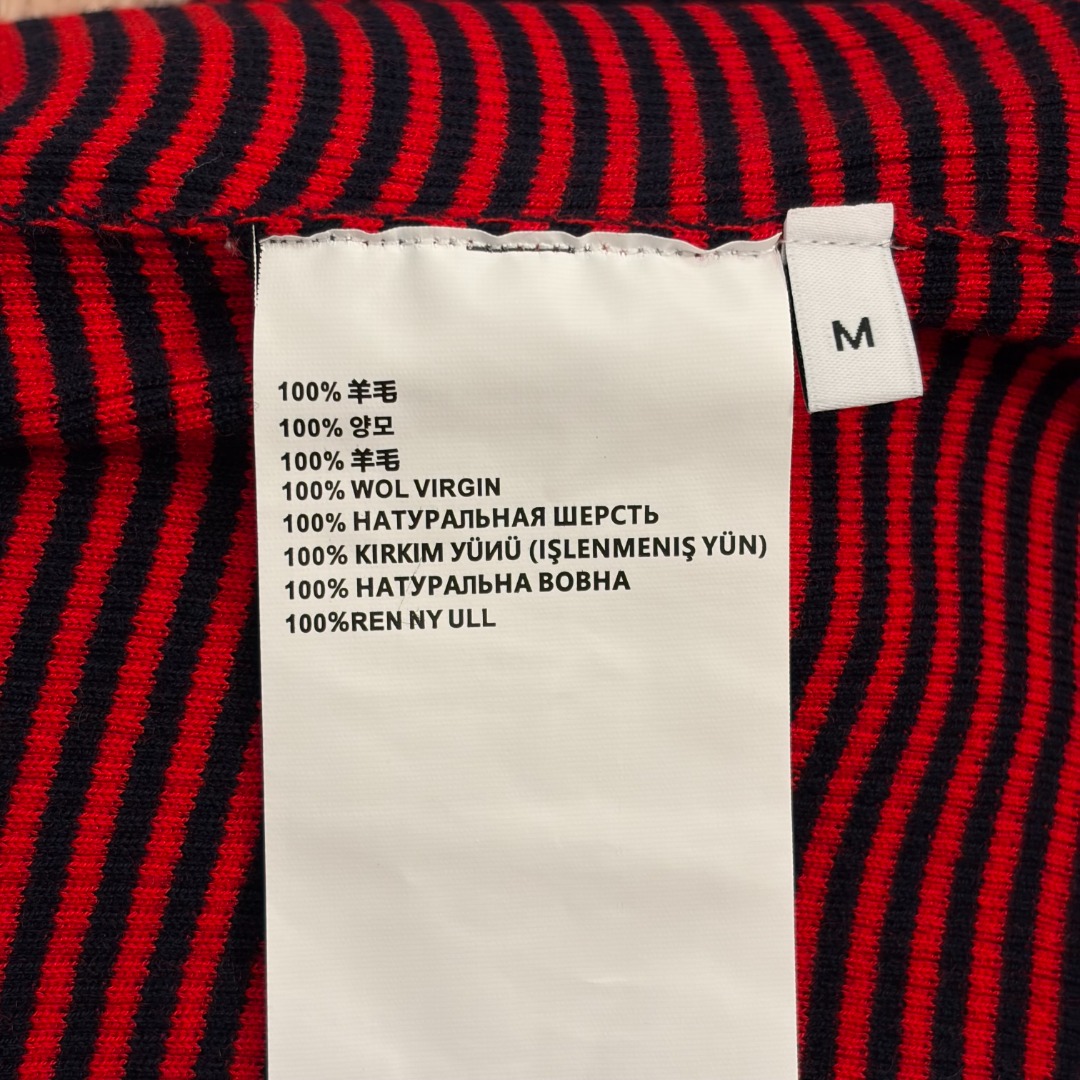 100% 羊毛
100% 양모
100% 羊毛
100% WOL VIRGIN
100% НАТУРАЛЬНАЯ ШЕРСТЬ
100% KIRKIM УÜИÜ (IŞLENMENIŞ YÜN)
100% НАТУРАЛЬНА ВОВНА
100%REN NY ULL
M